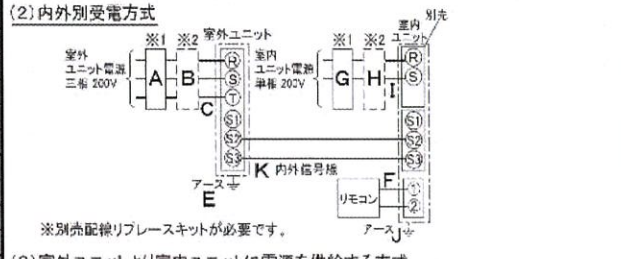 (2)内外別受電方式
別売
※1 ※2 室外ユニット ※1 ※2 室内ユニット
室外ユニット電源 三相 200V
A B C
R S T S1 S2 S3
室内ユニット電源 単相 200V
G H I
R S S1 S2 S3
K 内外信号線
アース
E
リモコン F ① ②
アース J
※別売配線リプレースキットが必要です。
(3)室外ユニットより室内ユニットに電源を供給する方式